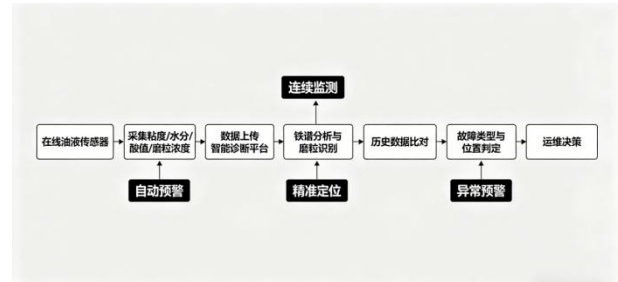 连续监测
在线油液传感器
采集粘度/水分/
酸值/磨粒浓度
数据上传
智能诊断平台
铁谱分析与
磨粒识别
历史数据比对
故障类型与
位置判定
运维决策
自动预警
精准定位
异常预警